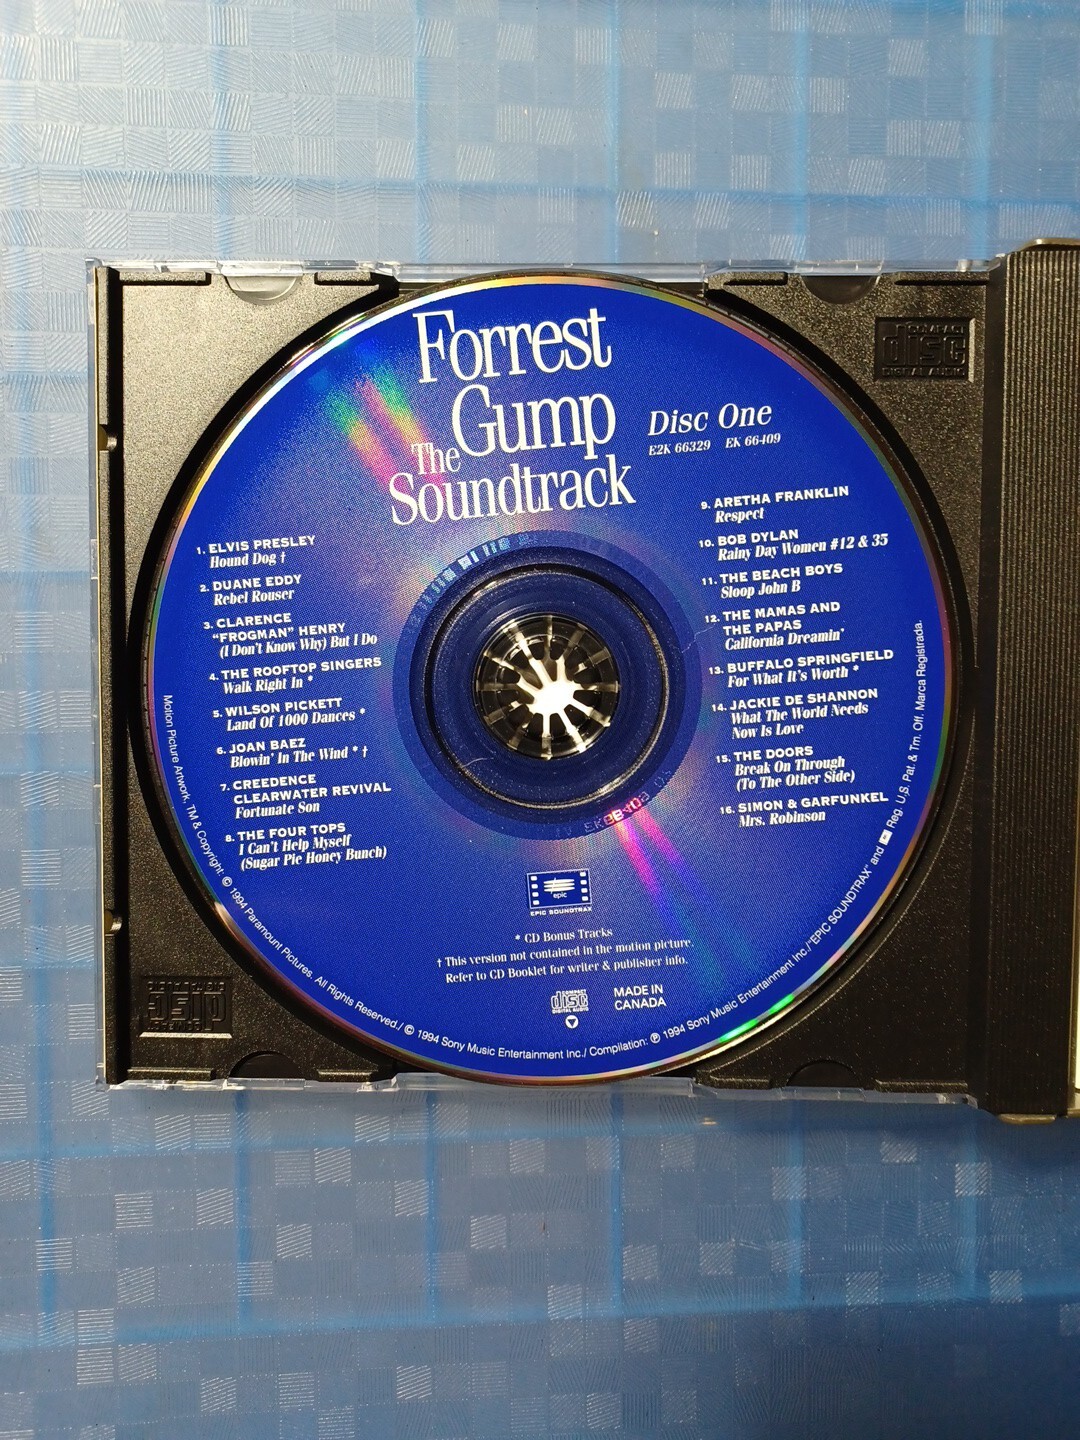 Forrest
Gump
The
Soundtrack
Disc One
E2K 66329 EK 66409
1. ELVIS PRESLEY
Hound Dog †
2. DUANE EDDY
Rebel Rouser
3. CLARENCE
"FROGMAN" HENRY
(I Don't Know Why) But I Do
4. THE ROOFTOP SINGERS
Walk Right In *
5. WILSON PICKETT
Land Of 1000 Dances *
6. JOAN BAEZ
Blowin' In The Wind * †
7. CREEDENCE
CLEARWATER REVIVAL
Fortunate Son
8. THE FOUR TOPS
I Can't Help Myself
(Sugar Pie Honey Bunch)
9. ARETHA FRANKLIN
Respect
10. BOB DYLAN
Rainy Day Women #12 & 35
11. THE BEACH BOYS
Sloop John B
12. THE MAMAS AND
THE PAPAS
California Dreamin'
13. BUFFALO SPRINGFIELD
For What It's Worth *
14. JACKIE DE SHANNON
What The World Needs
Now Is Love
15. THE DOORS
Break On Through
(To The Other Side)
16. SIMON & GARFUNKEL
Mrs. Robinson
epic
EPIC SOUNDTRAX
* CD Bonus Tracks
† This version not contained in the motion picture.
Refer to CD Booklet for writer & publisher info.
COMPACT
disc
DIGITAL AUDIO
MADE IN
CANADA
Motion Picture Artwork, TM & Copyright: © 1994 Paramount Pictures. All Rights Reserved./ © 1994 Sony Music Entertainment Inc./ Compilation: ℗ 1994 Sony Music Entertainment Inc./"EPIC SOUNDTRAX" and Reg. U.S. Pat. & Tm. Off. Marca Registrada.
COMPACT
disc
DIGITAL AUDIO